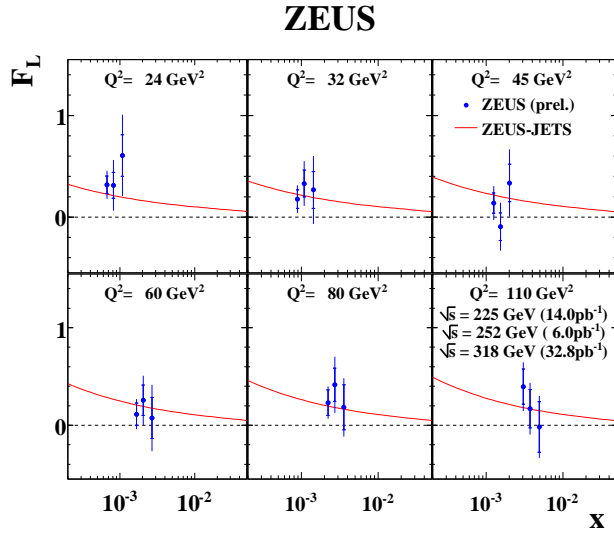 ZEUS
F_L
Q²= 24 GeV²
Q²= 32 GeV²
Q²= 45 GeV²
ZEUS (prel.)
ZEUS-JETS
1
0
Q²= 60 GeV²
Q²= 80 GeV²
Q²= 110 GeV²
√s = 225 GeV (14.0pb⁻¹)
√s = 252 GeV ( 6.0pb⁻¹)
√s = 318 GeV (32.8pb⁻¹)
1
0
10⁻³ 10⁻² 10⁻³ 10⁻² 10⁻³ 10⁻²
x